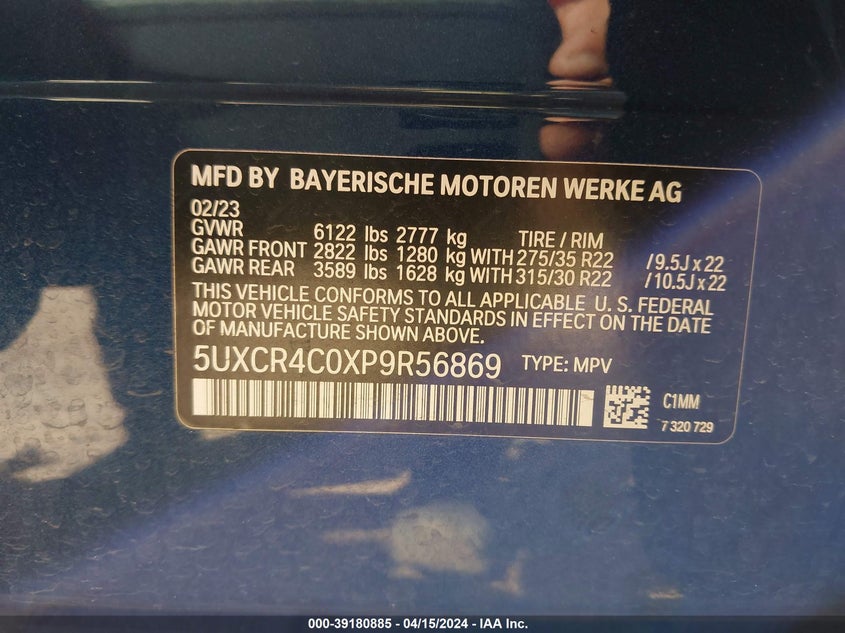 MFD BY BAYERISCHE MOTOREN WERKE AG
02/23
GVWR 6122 lbs 2777 kg TIRE / RIM
GAWR FRONT 2822 lbs 1280 kg WITH 275/35 R22 / 9.5J x 22
GAWR REAR 3589 lbs 1628 kg WITH 315/30 R22 / 10.5J x 22
THIS VEHICLE CONFORMS TO ALL APPLICABLE U. S. FEDERAL
MOTOR VEHICLE SAFETY STANDARDS IN EFFECT ON THE DATE
OF MANUFACTURE SHOWN ABOVE.
5UXCR4C0XP9R56869 TYPE: MPV
C1MM
7 320 729
000-39180885 - 04/15/2024 - IAA Inc.